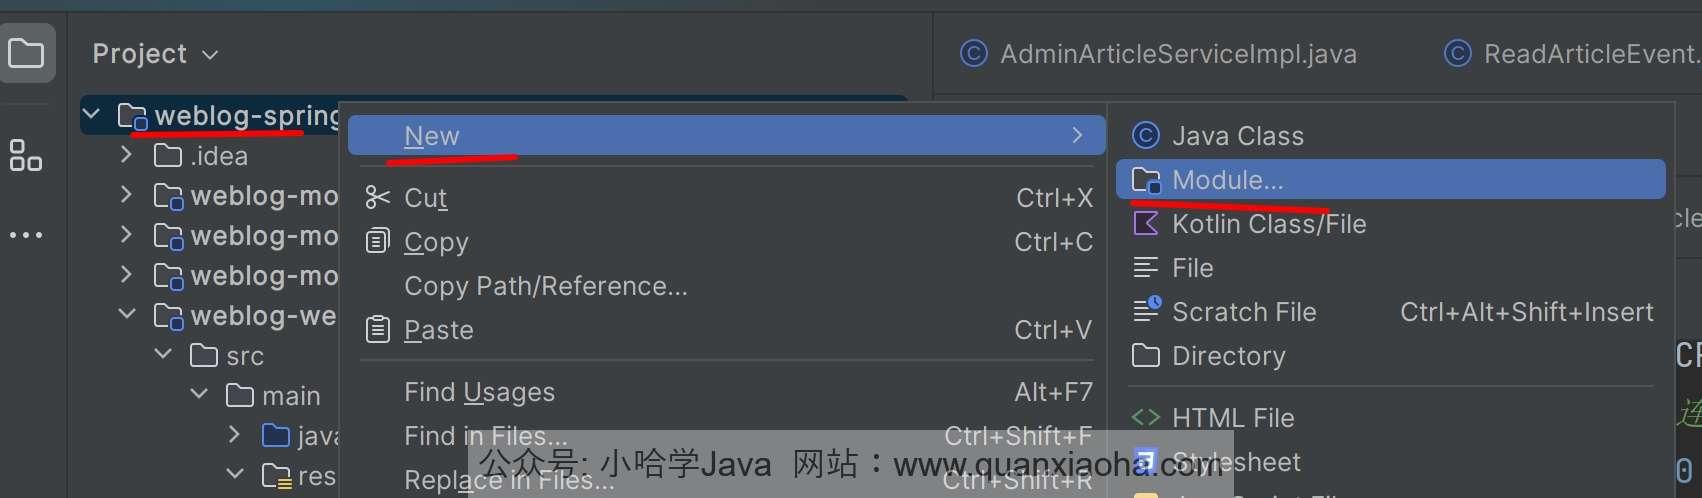 Project
AdminArticleServiceImpl.java
ReadArticleEvent.
weblog-spring
.idea
weblog-mo
weblog-mo
weblog-mo
weblog-we
src
main
java
res
New
Cut Ctrl+X
Copy Ctrl+C
Copy Path/Reference...
Paste Ctrl+V
Find Usages Alt+F7
Find in Files... Ctrl+Shift+F
Replace in Files... Ctrl+Shift+R
Java Class
Module...
Kotlin Class/File
File
Scratch File Ctrl+Alt+Shift+Insert
Directory
HTML File
Stylesheet
连
0
公众号: 小哈学Java 网站：www.quanxiaoha.com